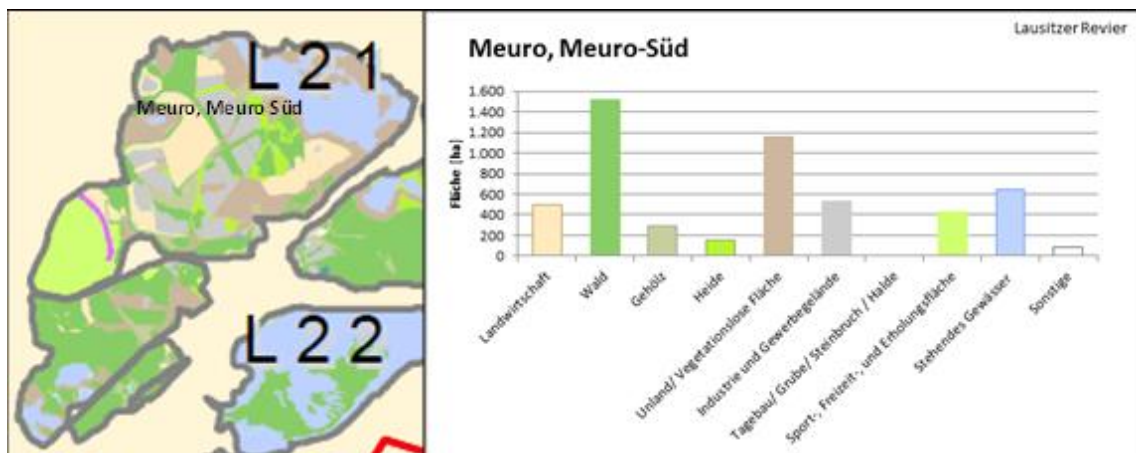 L 2 1
Meuro, Meuro Süd
L 2 2
Lausitzer Revier
Meuro, Meuro-Süd
Fläche [ha]
1.600
1.400
1.200
1.000
800
600
400
200
0
Landwirtschaft
Wald
Gehölz
Heide
Unland/ Vegetationslose Fläche
Industrie und Gewerbegelände
Tagebau/ Grube/ Steinbruch / Halde
Sport-, Freizeit-, und Erholungsfläche
Stehendes Gewässer
Sonstige